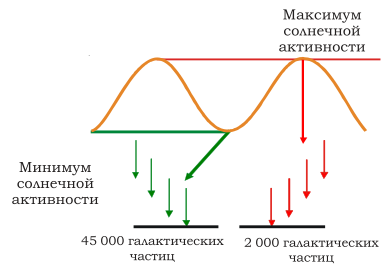 Максимум
солнечной
активности
Минимум
солнечной
активности
45 000 галактических
частиц
2 000 галактических
частиц